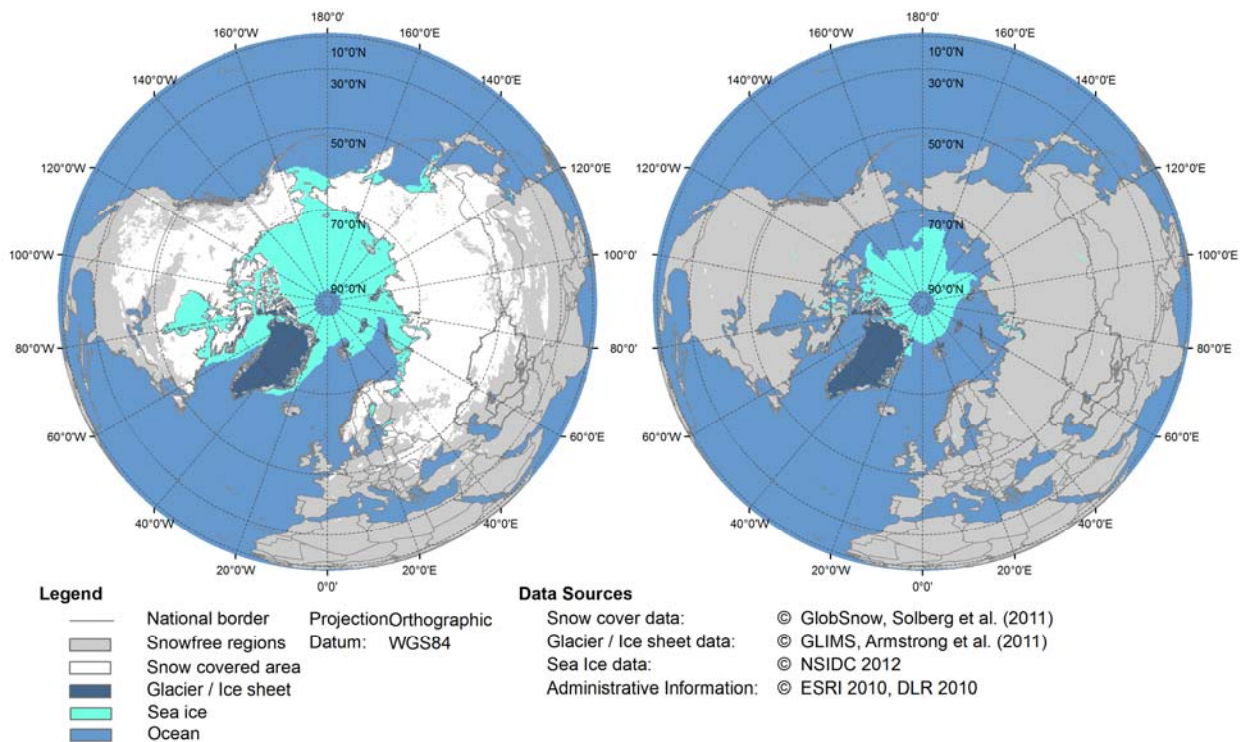 180°0'
160°0'W
160°0'E
140°0'W
140°0'E
120°0'W
120°0'E
100°0'W
100°0'E
80°0'W
80°0'E
60°0'W
60°0'E
40°0'W
40°0'E
20°0'W
20°0'E
0°0'
10°0'N
30°0'N
50°0'N
70°0'N
90°0'N
180°0'
160°0'W
160°0'E
140°0'W
140°0'E
120°0'W
120°0'E
100°0'W
100°0'E
80°0'
80°0'E
60°0'W
60°0'E
40°0'W
40°0'E
20°0'W
20°0'E
0°0'
10°0'N
30°0'N
50°0'N
70°0'N
90°0'N
Legend
National border
Snowfree regions
Snow covered area
Glacier / Ice sheet
Sea ice
Ocean
Projection Orthographic
Datum: WGS84
Data Sources
Snow cover data: © GlobSnow, Solberg et al. (2011)
Glacier / Ice sheet data: © GLIMS, Armstrong et al. (2011)
Sea Ice data: © NSIDC 2012
Administrative Information: © ESRI 2010, DLR 2010